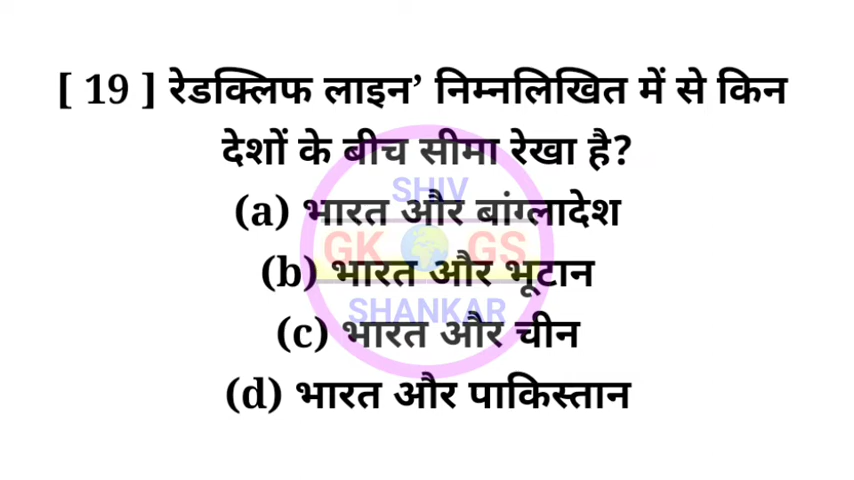 [ 19 ] रेडक्लिफ लाइन’ निम्नलिखित में से किन
देशों के बीच सीमा रेखा है?
(a) भारत और बांग्लादेश
(b) भारत और भूटान
(c) भारत और चीन
(d) भारत और पाकिस्तान
SHIV
GK GS
SHANKAR